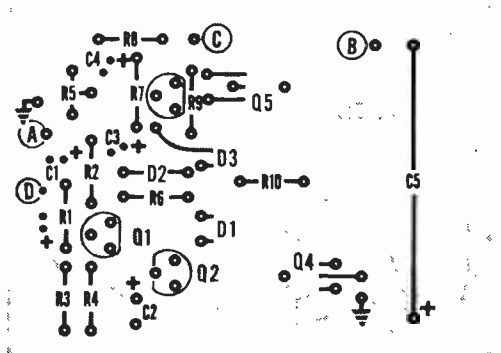 R8
C
B
C4
+
R5
R7
R9
Q5
A
C3
+
D3
+
C1
R2
D2
R10
C5
D
R6
R1
Q1
D1
+
Q4
Q2
R3
R4
+
C2
+